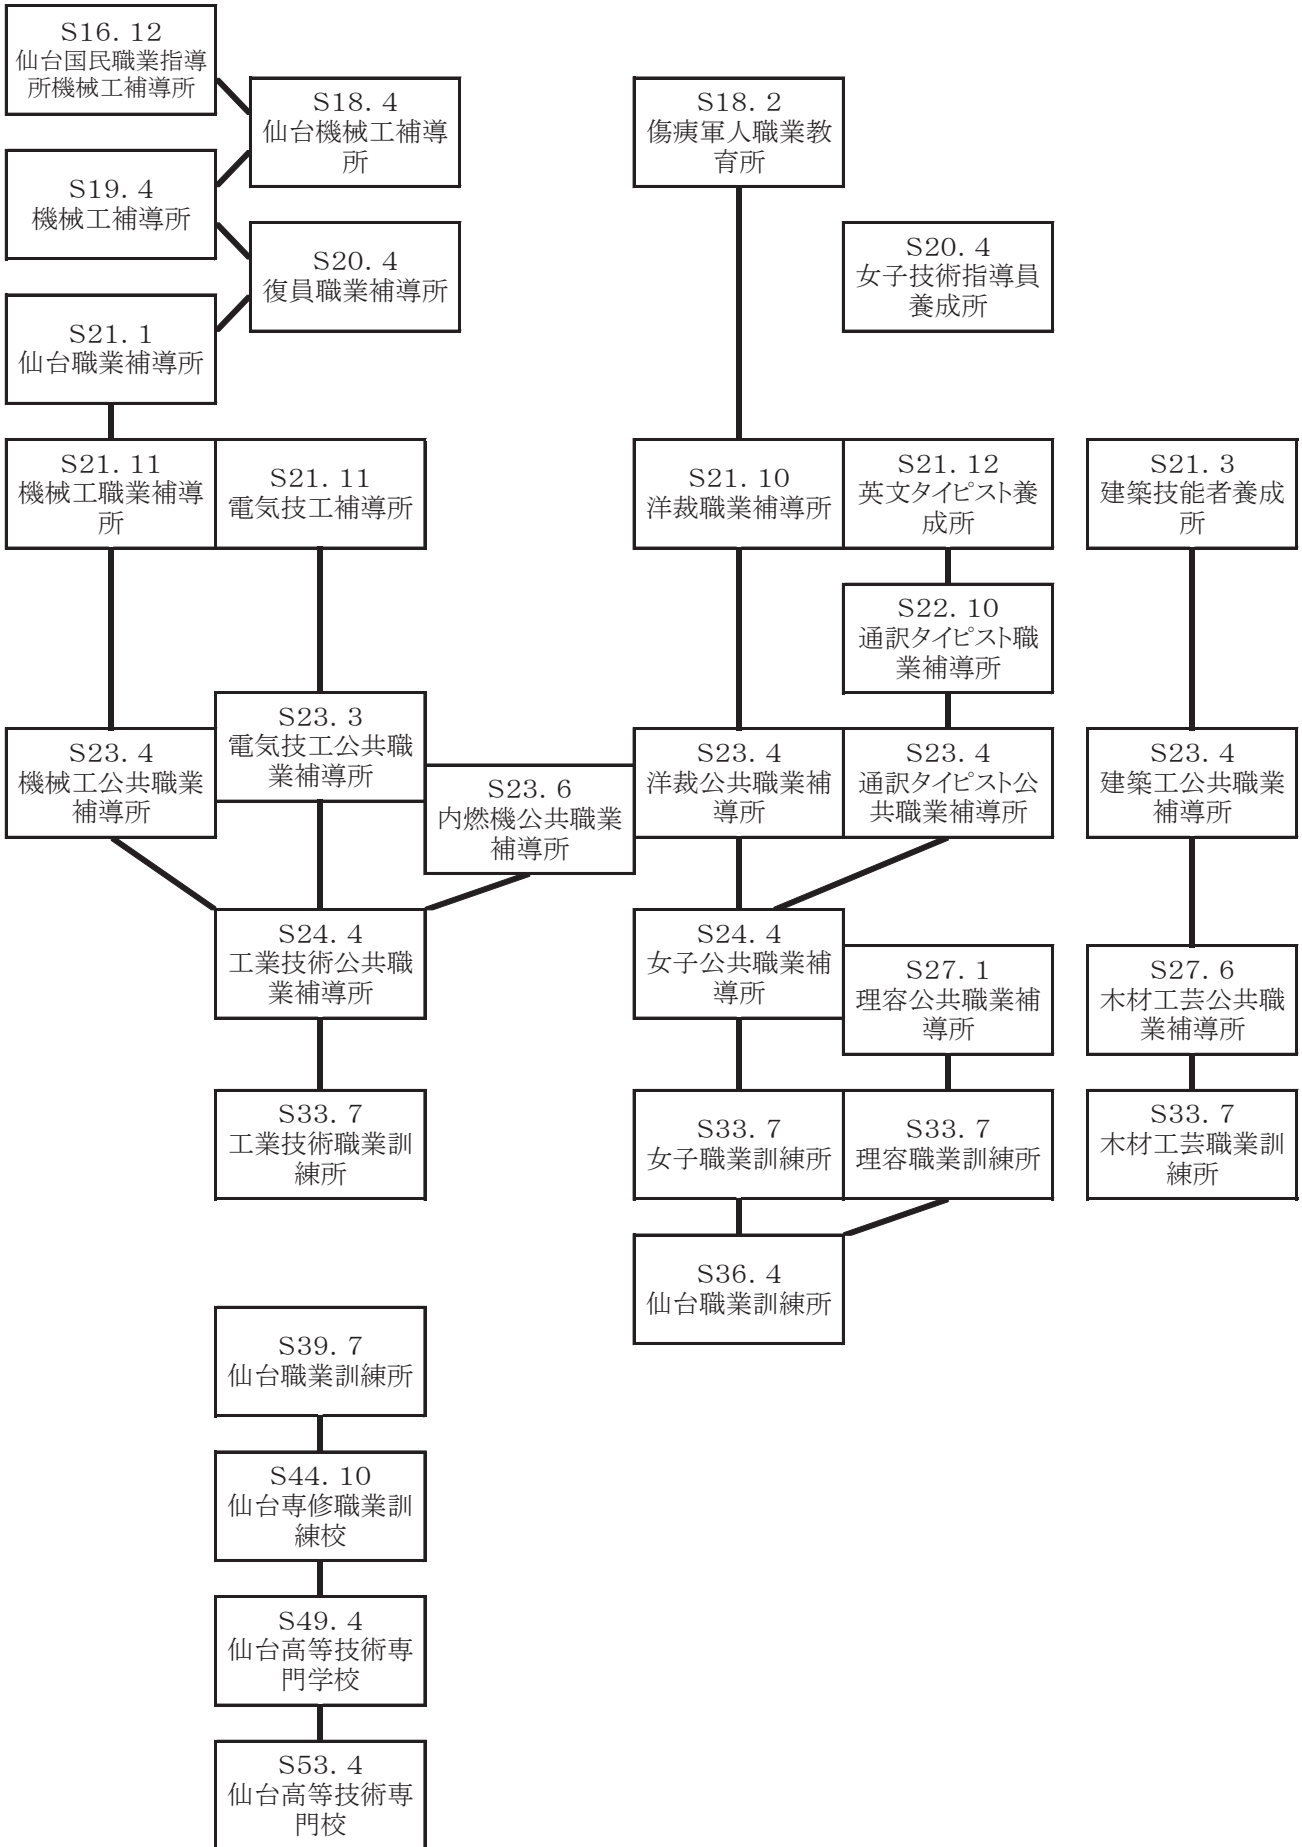 S16. 12
仙台国民職業指導
所機械工補導所
S18. 4
仙台機械工補導
所
S18. 2
傷痍軍人職業教
育所
S19. 4
機械工補導所
S20. 4
復員職業補導所
S20. 4
女子技術指導員
養成所
S21. 1
仙台職業補導所
S21. 11
機械工職業補導
所
S21. 11
電気技工補導所
S21. 10
洋裁職業補導所
S21. 12
英文タイピスト養
成所
S21. 3
建築技能者養成
所
S22. 10
通訳タイピスト職
業補導所
S23. 4
機械工公共職業
補導所
S23. 3
電気技工公共職
業補導所
S23. 6
内燃機公共職業
補導所
S23. 4
洋裁公共職業補
導所
S23. 4
通訳タイピスト公
共職業補導所
S23. 4
建築工公共職業
補導所
S24. 4
工業技術公共職
業補導所
S24. 4
女子公共職業補
導所
S27. 1
理容公共職業補
導所
S27. 6
木材工芸公共職
業補導所
S33. 7
工業技術職業訓
練所
S33. 7
女子職業訓練所
S33. 7
理容職業訓練所
S33. 7
木材工芸職業訓
練所
S36. 4
仙台職業訓練所
S39. 7
仙台職業訓練所
S44. 10
仙台専修職業訓
練校
S49. 4
仙台高等技術専
門学校
S53. 4
仙台高等技術専
門校